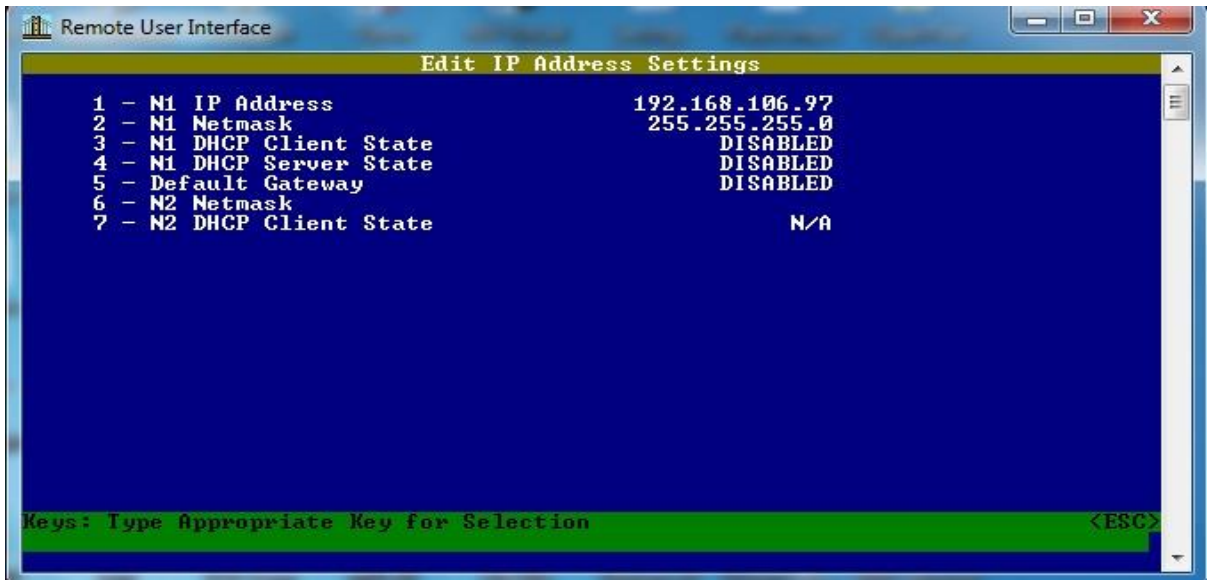 Remote User Interface
Edit IP Address Settings
1 - N1 IP Address 192.168.106.97
2 - N1 Netmask 255.255.255.0
3 - N1 DHCP Client State DISABLED
4 - N1 DHCP Server State DISABLED
5 - Default Gateway DISABLED
6 - N2 Netmask
7 - N2 DHCP Client State N/A
Keys: Type Appropriate Key for Selection <ESC>